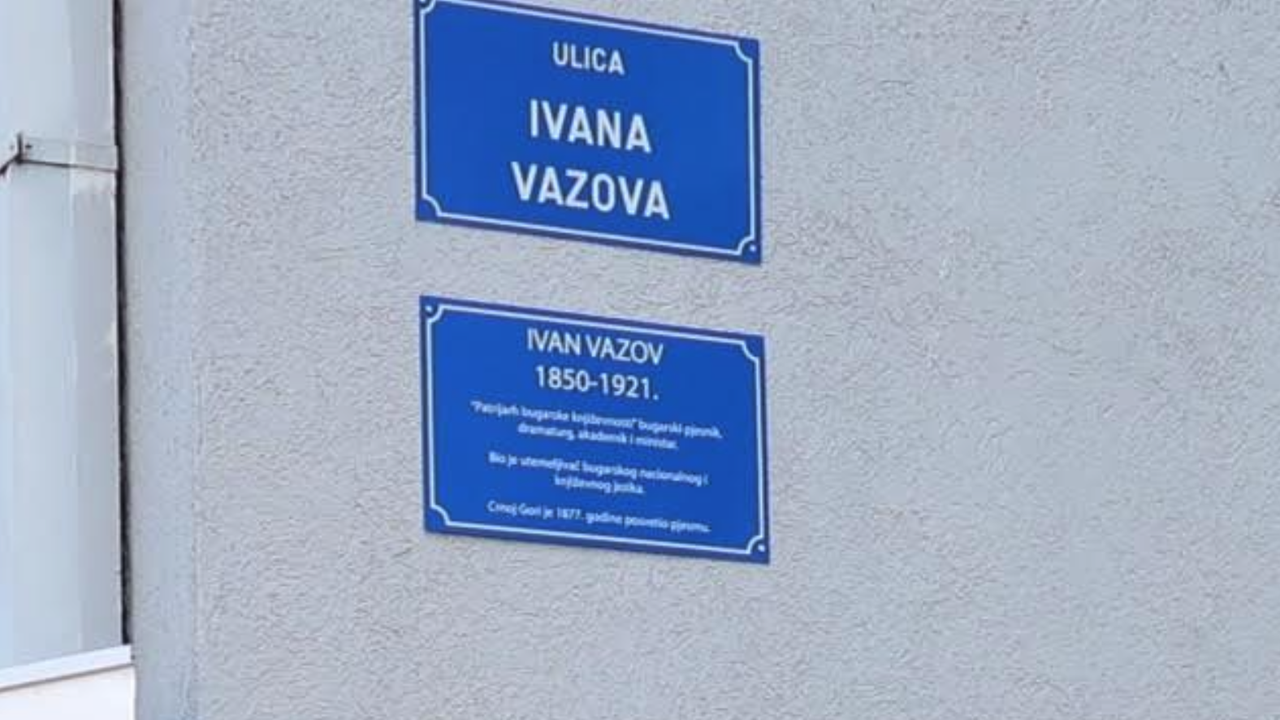 ULICA
IVANA
VAZOVA
IVAN VAZOV
1850-1921.
"Patrijarh bugarske književnosti" bugarski pjesnik,
dramaturg, akademik i ministar.
Bio je utemeljivač bugarskog nacionalnog i
književnog jezika.
Crnoj Gori je 1877. godine posvetio pjesmu.